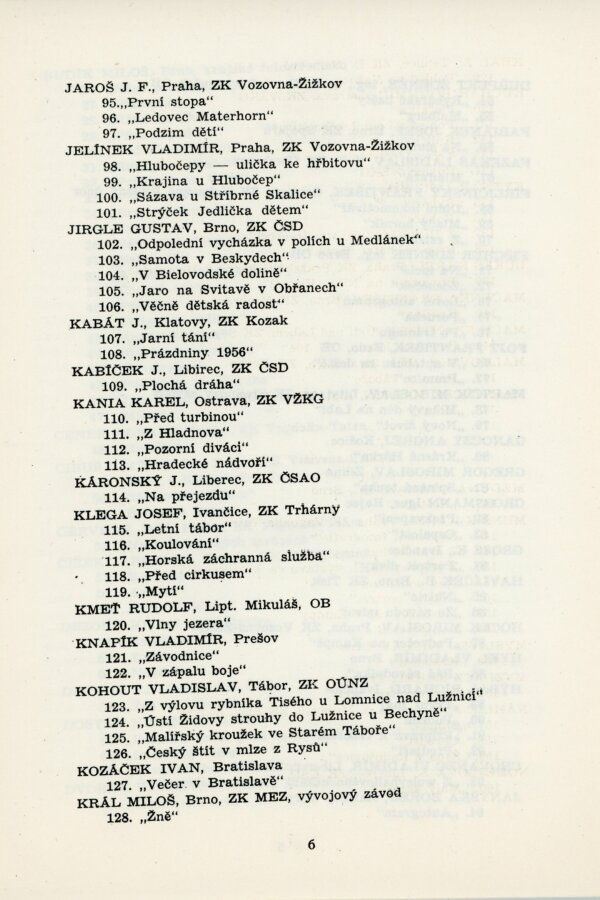 JAROŠ J. F., Praha, ZK Vozovna-Žižkov
95.„První stopa“
96. „Ledovec Materhorn“
97. „Podzim dětí“
JELÍNEK VLADIMÍR, Praha, ZK Vozovna-Žižkov
98. „Hlubočepy — ulička ke hřbitovu“
99. „Krajina u Hlubočep“
100. „Sázava u Stříbrné Skalice“
101. „Strýček Jedlička dětem“
JIRGLE GUSTAV, Brno, ZK ČSD
102. „Odpolední vycházka v polích u Medlánek“
103. „Samota v Beskydech“
104. „V Bielovodské dolině“
105. „Jaro na Svitavě v Obřanech“
106. „Věčně dětská radost“
KABÁT J., Klatovy, ZK Kozak
107. „Jarní tání“
108. „Prázdniny 1956“
KABÍČEK J., Libirec, ZK ČSD
109. „Plochá dráha“
KANIA KAREL, Ostrava, ZK VŽKG
110. „Před turbinou“
111. „Z Hladnova“
112. „Pozorní diváci“
113. „Hradecké nádvoří“
KÁRONSKÝ J., Liberec, ZK ČSAO
114. „Na přejezdu“
KLEGA JOSEF, Ivančice, ZK Trhárny
115. „Letní tábor“
116. „Koulování“
117. „Horská záchranná služba“
118. „Před cirkusem“
119. „Mytí“
KMEŤ RUDOLF, Lipt. Mikuláš, OB
120. „Vlny jezera“
KNAPÍK VLADIMÍR, Prešov
121. „Závodnice“
122. „V zápalu boje“
KOHOUT VLADISLAV, Tábor, ZK OÚNZ
123. „Z výlovu rybníka Tisého u Lomnice nad Lužnicí“
124. „Ústí Židovy strouhy do Lužnice u Bechyně“
125. „Malířský kroužek ve Starém Táboře“
126. „Český štít v mlze z Rysů“
KOZÁČEK IVAN, Bratislava
127. „Večer v Bratislavě“
KRÁL MILOŠ, Brno, ZK MEZ, vývojový závod
128. „Žně“
6